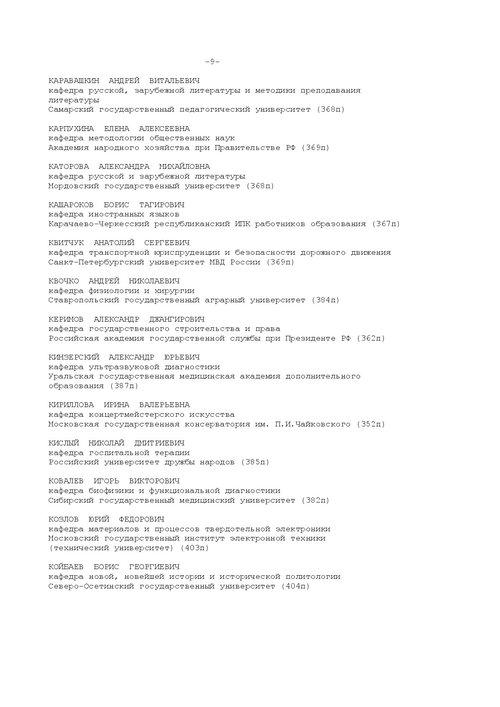 -9-
КАРАВАШКИН АНДРЕЙ ВИТАЛЬЕВИЧ
кафедра русской, зарубежной литературы и методики преподавания
литературы
Самарский государственный педагогический университет (368п)
КАРПУХИНА ЕЛЕНА АЛЕКСЕЕВНА
кафедра методологии общественных наук
Академия народного хозяйства при Правительстве РФ (369п)
КАТОРОВА АЛЕКСАНДРА МИХАЙЛОВНА
кафедра русской и зарубежной литературы
Мордовский государственный университет (368п)
КАШАРОКОВ БОРИС ТАГИРОВИЧ
кафедра иностранных языков
Карачаево-Черкесский республиканский ИПК работников образования (367п)
КВИТЧУК АНАТОЛИЙ СЕРГЕЕВИЧ
кафедра транспортной юриспруденции и безопасности дорожного движения
Санкт-Петербургский университет МВД России (369п)
КВОЧКО АНДРЕЙ НИКОЛАЕВИЧ
кафедра физиологии и хирургии
Ставропольский государственный аграрный университет (384п)
КЕРИМОВ АЛЕКСАНДР ДЖАНГИРОВИЧ
кафедра государственного строительства и права
Российская академия государственной службы при Президенте РФ (362п)
КИНЗЕРСКИЙ АЛЕКСАНДР ЮРЬЕВИЧ
кафедра ультразвуковой диагностики
Уральская государственная медицинская академия дополнительного
образования (387п)
КИРИЛЛОВА ИРИНА ВАЛЕРЬЕВНА
кафедра концертмейстерского искусства
Московская государственная консерватория им. П.И.Чайковского (352п)
КИСЛЫЙ НИКОЛАЙ ДМИТРИЕВИЧ
кафедра госпитальной терапии
Российский университет дружбы народов (385п)
КОВАЛЕВ ИГОРЬ ВИКТОРОВИЧ
кафедра биофизики и функциональной диагностики
Сибирский государственный медицинский университет (382п)
КОЗЛОВ ЮРИЙ ФЕДОРОВИЧ
кафедра материалов и процессов твердотельной электроники
Московский государственный институт электронной техники
(технический университет) (403п)
КОЙБАЕВ БОРИС ГЕОРГИЕВИЧ
кафедра новой, новейшей истории и исторической политологии
Северо-Осетинский государственный университет (404п)